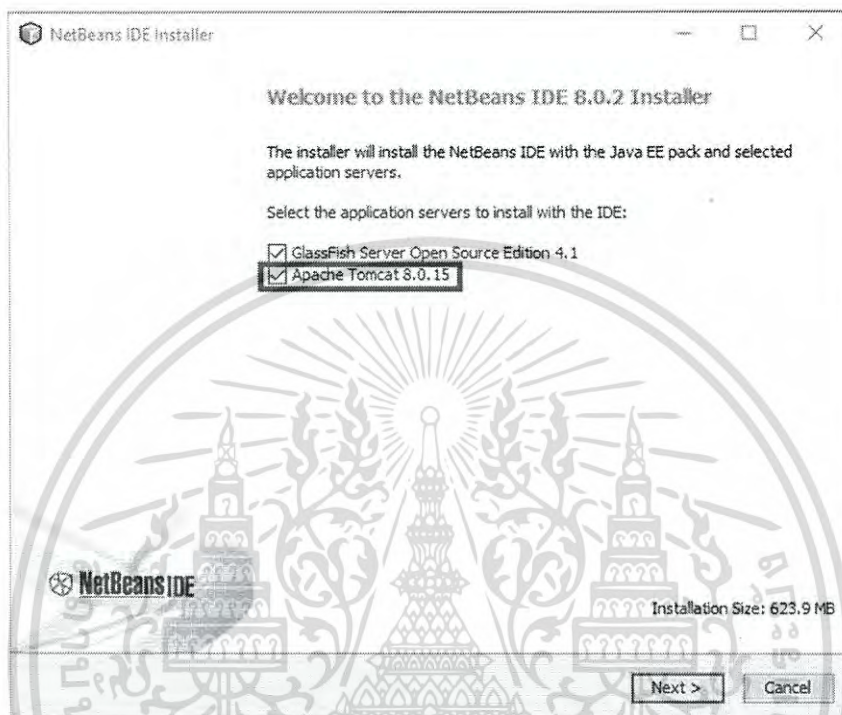 NetBeans IDE Installer
Welcome to the NetBeans IDE 8.0.2 Installer
The installer will install the NetBeans IDE with the Java EE pack and selected
application servers.
Select the application servers to install with the IDE:
GlassFish Server Open Source Edition 4.1
Apache Tomcat 8.0.15
NetBeans IDE
Installation Size: 623.9 MB
Next >
Cancel